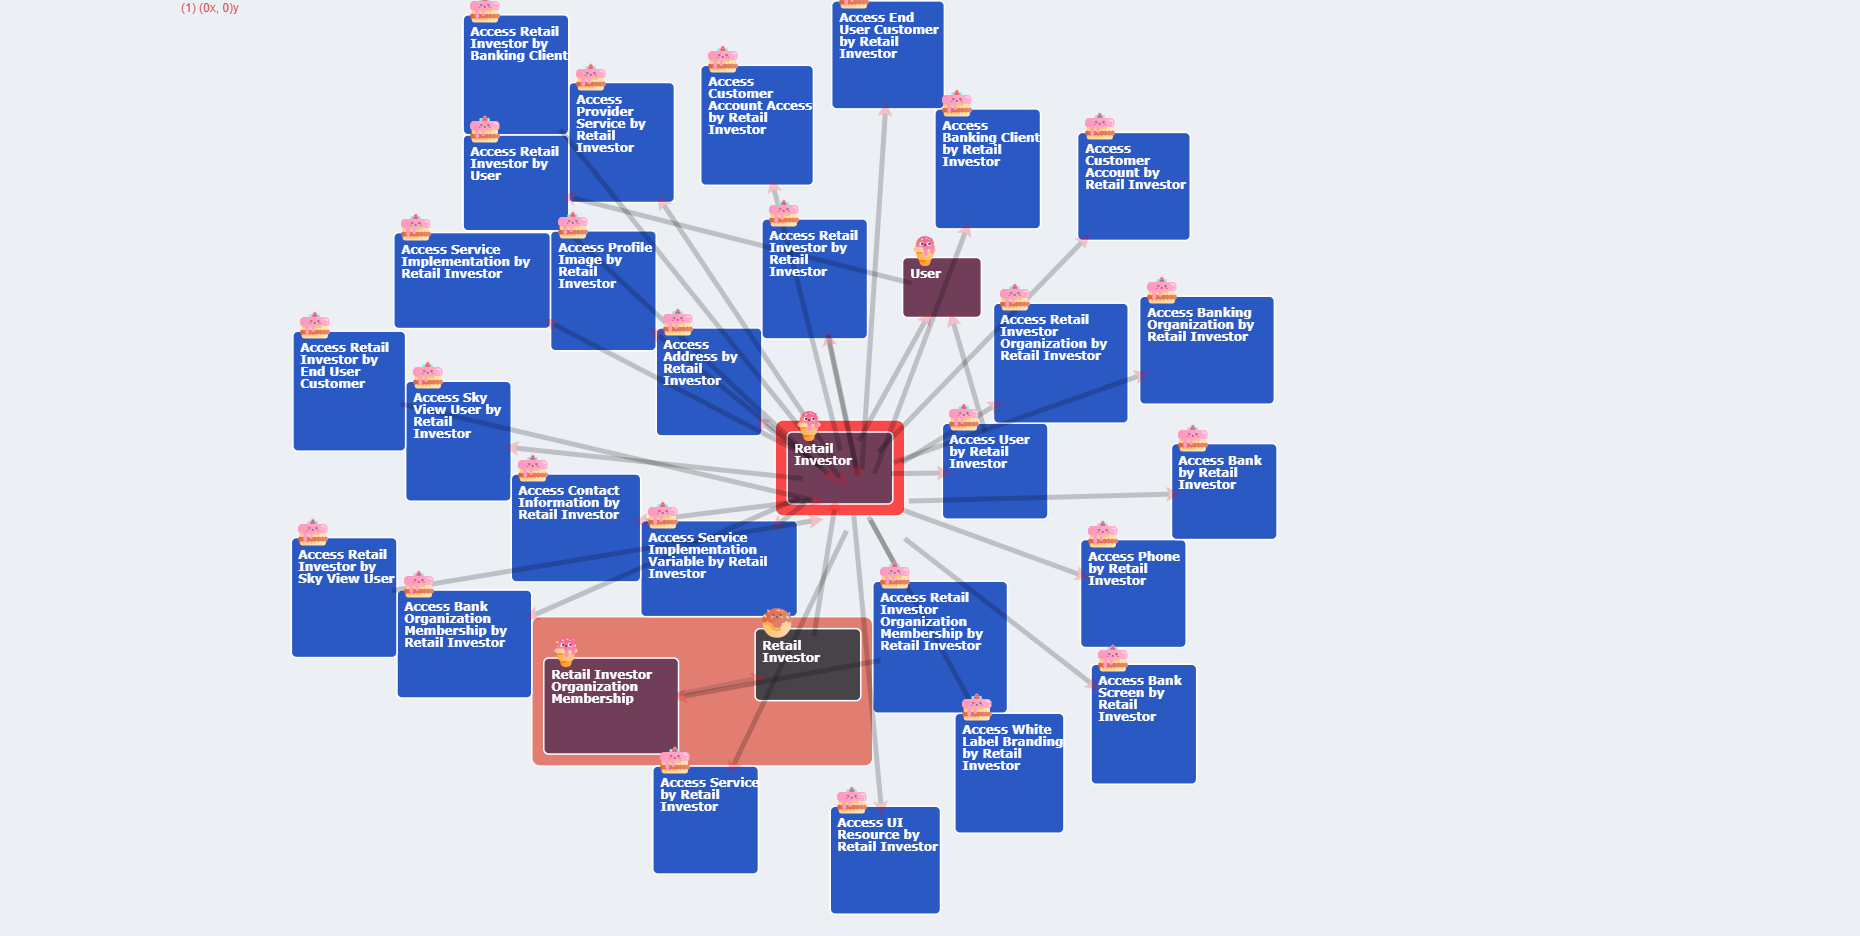 (1) (0x, 0)y
Access Retail
Investor by
Banking Client
Access End
User Customer
by Retail
Investor
Access
Customer
Account Access
by Retail
Investor
Access
Provider
Service by
Retail
Investor
Access
Banking Client
by Retail
Investor
Access
Customer
Account by
Retail Investor
Access Retail
Investor by
User
Access Service
Implementation by
Retail Investor
Access Profile
Image by
Retail
Investor
Access Retail
Investor by
Retail
Investor
User
Access Retail
Investor
Organization by
Retail Investor
Access Banking
Organization by
Retail Investor
Access Retail
Investor by
End User
Customer
Access
Address by
Retail
Investor
Access Sky
View User by
Retail
Investor
Retail
Investor
Access User
by Retail
Investor
Access Bank
by Retail
Investor
Access Contact
Information by
Retail Investor
Access Service
Implementation
Variable by Retail
Investor
Access Retail
Investor by
Sky View User
Access Phone
by Retail
Investor
Access Bank
Organization
Membership by
Retail Investor
Access Retail
Investor
Organization
Membership by
Retail Investor
Retail
Investor
Retail Investor
Organization
Membership
Access Bank
Screen by
Retail
Investor
Access White
Label Branding
by Retail
Investor
Access Service
by Retail
Investor
Access UI
Resource by
Retail Investor